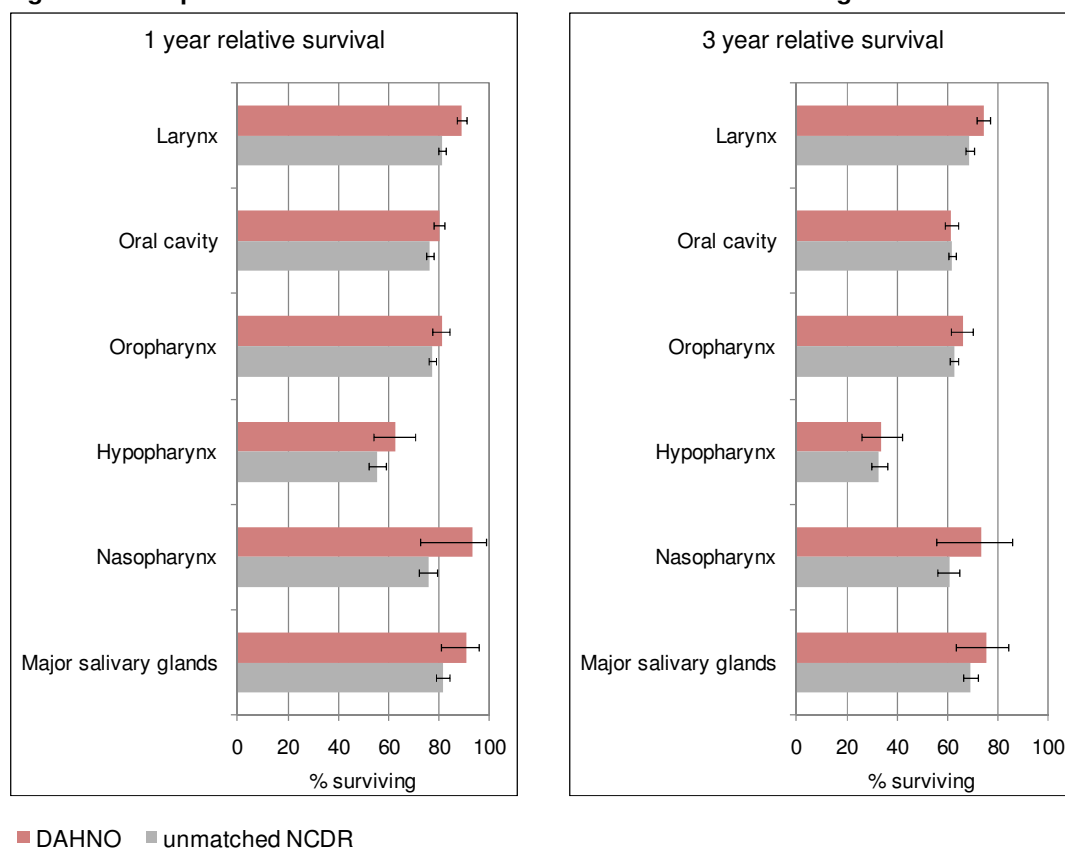 1 year relative survival
Larynx
Oral cavity
Oropharynx
Hypopharynx
Nasopharynx
Major salivary glands
0 20 40 60 80 100
% surviving
3 year relative survival
Larynx
Oral cavity
Oropharynx
Hypopharynx
Nasopharynx
Major salivary glands
0 20 40 60 80 100
% surviving
DAHNO unmatched NCDR